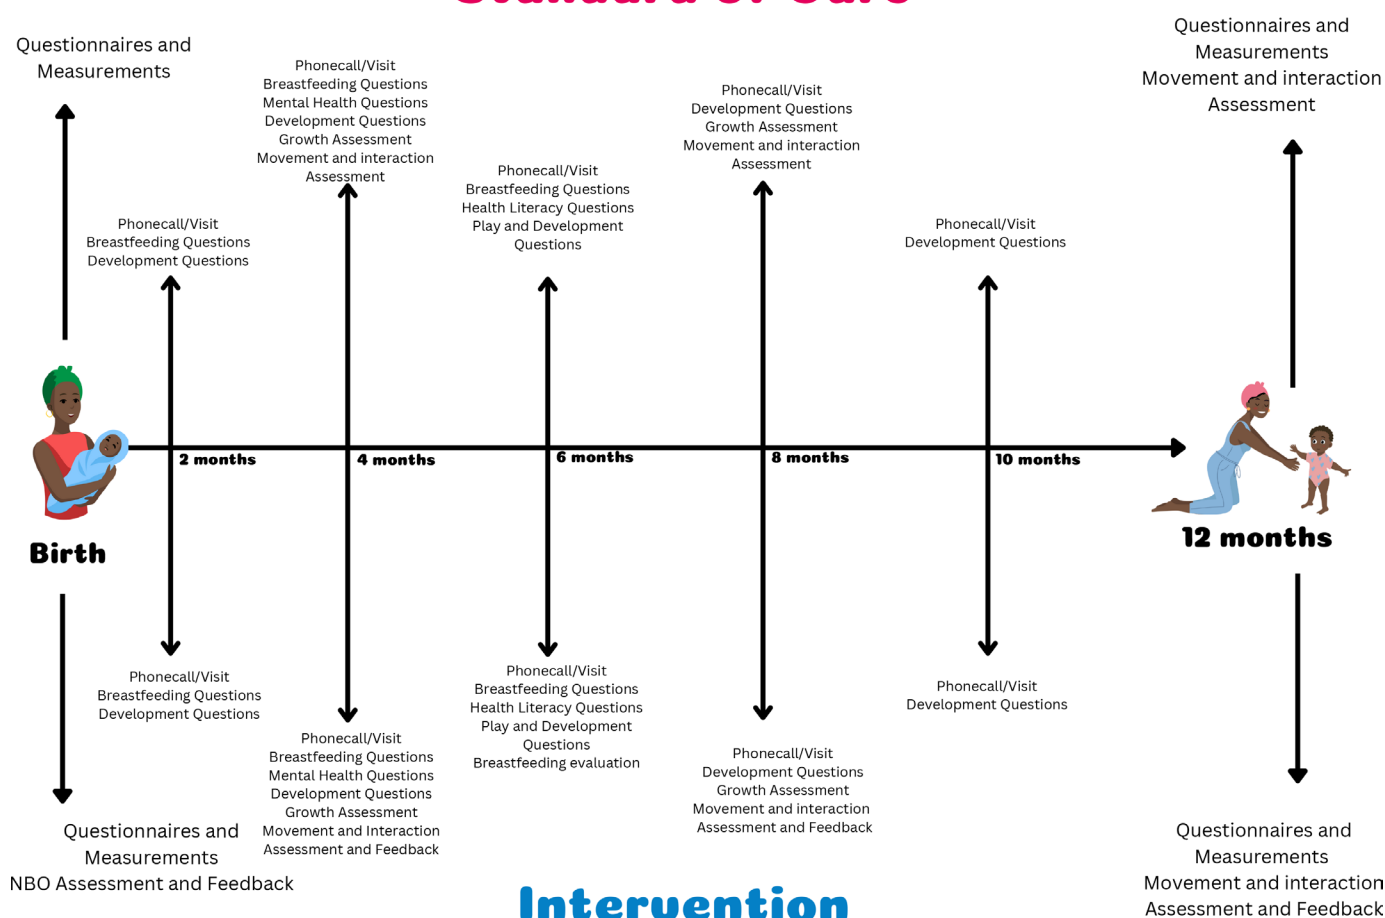 Standard of Care
Questionnaires and
Measurements
Phonecall/Visit
Breastfeeding Questions
Development Questions
Phonecall/Visit
Breastfeeding Questions
Mental Health Questions
Development Questions
Growth Assessment
Movement and interaction
Assessment
Phonecall/Visit
Breastfeeding Questions
Health Literacy Questions
Play and Development
Questions
Phonecall/Visit
Development Questions
Growth Assessment
Movement and interaction
Assessment
Phonecall/Visit
Development Questions
Questionnaires and
Measurements
Movement and interaction
Assessment
Birth
2 months
4 months
6 months
8 months
10 months
12 months
Questionnaires and
Measurements
NBO Assessment and Feedback
Phonecall/Visit
Breastfeeding Questions
Development Questions
Phonecall/Visit
Breastfeeding Questions
Mental Health Questions
Development Questions
Growth Assessment
Movement and Interaction
Assessment and Feedback
Phonecall/Visit
Breastfeeding Questions
Health Literacy Questions
Play and Development
Questions
Breastfeeding evaluation
Phonecall/Visit
Development Questions
Growth Assessment
Movement and interaction
Assessment and Feedback
Phonecall/Visit
Development Questions
Questionnaires and
Measurements
Movement and interaction
Assessment and Feedback
Intervention